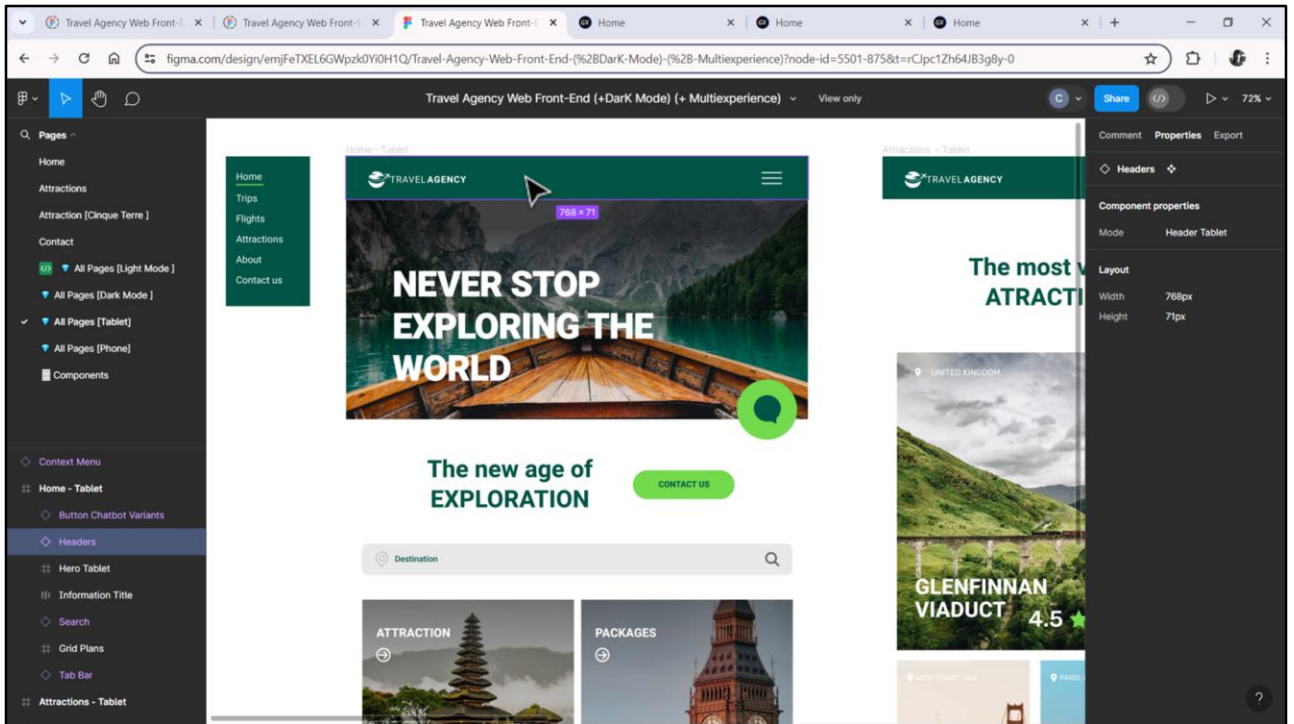 Travel Agency Web Front-E
Travel Agency Web Front-E
Travel Agency Web Front-E
Home
Home
Home
figma.com/design/emjFeTXEL6GWpzk0Yi0H1Q/Travel-Agency-Web-Front-End-(%2BDarK-Mode)-(%2B-Multiexperience)?node-id=5501-875&t=rCJpc1Zh64JB3g8y-0
Travel Agency Web Front-End (+DarK Mode) (+ Multiexperience)
View only
C
Share
72%
Pages
Home
Attractions
Attraction [Cinque Terre ]
Contact
All Pages [Light Mode ]
All Pages [Dark Mode ]
All Pages [Tablet]
All Pages [Phone]
Components
Context Menu
Home - Tablet
Button Chatbot Variants
Headers
Hero Tablet
Information Title
Search
Grid Plans
Tab Bar
Attractions - Tablet
Home
Trips
Flights
Attractions
About
Contact us
Home - Tablet
TRAVELAGENCY
768 × 71
NEVER STOP
EXPLORING THE
WORLD
The new age of
EXPLORATION
CONTACT US
Destination
ATTRACTION
PACKAGES
Attractions - Tablet
TRAVELAGENCY
The most v
ATRACTI
UNITED KINGDOM
GLENFINNAN
VIADUCT
4.5
WEST COAST, USA
PARIS,
Comment
Properties
Export
Headers
Component properties
Mode
Header Tablet
Layout
Width
768px
Height
71px
?